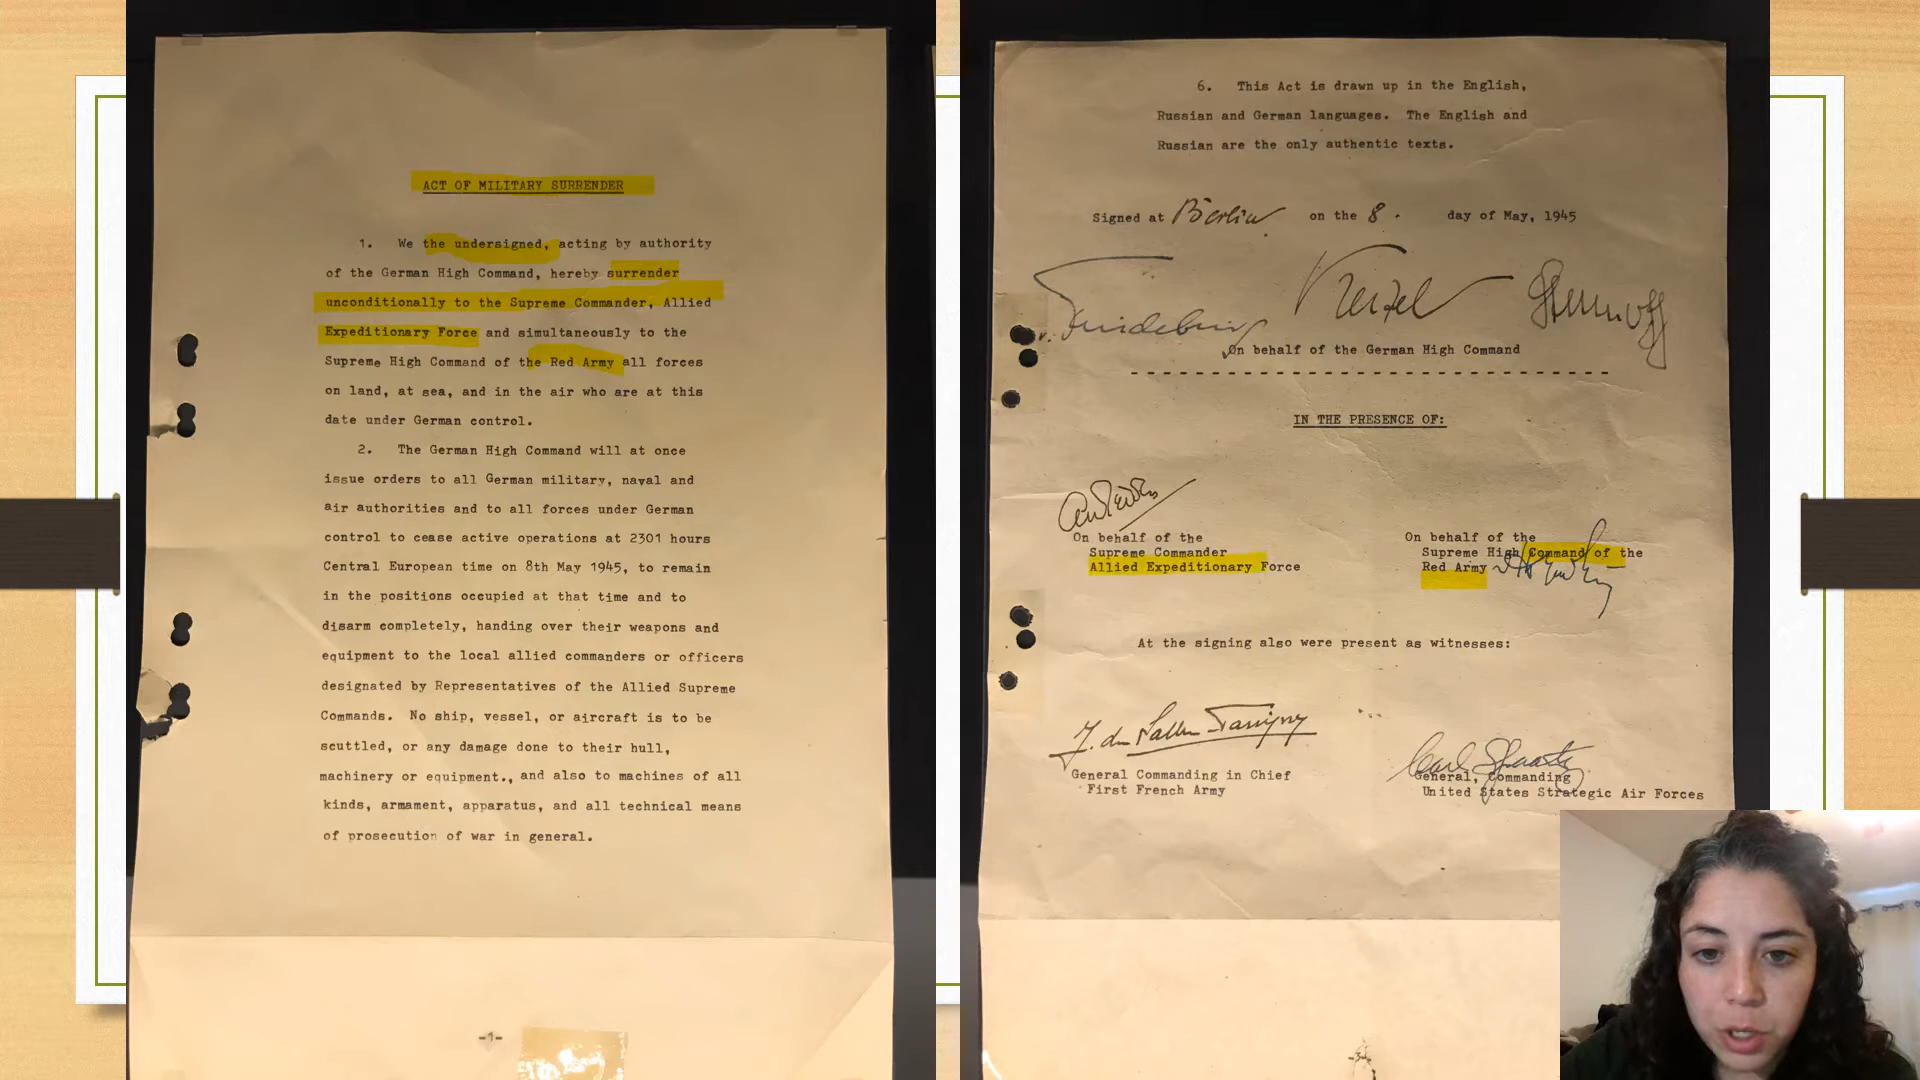 ACT OF MILITARY SURRENDER
1. We the undersigned, acting by authority
of the German High Command, hereby surrender
unconditionally to the Supreme Commander, Allied
Expeditionary Force and simultaneously to the
Supreme High Command of the Red Army all forces
on land, at sea, and in the air who are at this
date under German control.
2. The German High Command will at once
issue orders to all German military, naval and
air authorities and to all forces under German
control to cease active operations at 2301 hours
Central European time on 8th May 1945, to remain
in the positions occupied at that time and to
disarm completely, handing over their weapons and
equipment to the local allied commanders or officers
designated by Representatives of the Allied Supreme
Commands. No ship, vessel, or aircraft is to be
scuttled, or any damage done to their hull,
machinery or equipment., and also to machines of all
kinds, armament, apparatus, and all technical means
of prosecution of war in general.
-1-
6. This Act is drawn up in the English,
Russian and German languages. The English and
Russian are the only authentic texts.
Signed at Berlin on the 8. day of May, 1945
Keitel
On behalf of the German High Command
IN THE PRESENCE OF:
On behalf of the
Supreme Commander
Allied Expeditionary Force
On behalf of the
Supreme High Command of the
Red Army
At the signing also were present as witnesses:
General Commanding in Chief
First French Army
Carl Spaatz
General, Commanding
United States Strategic Air Forces